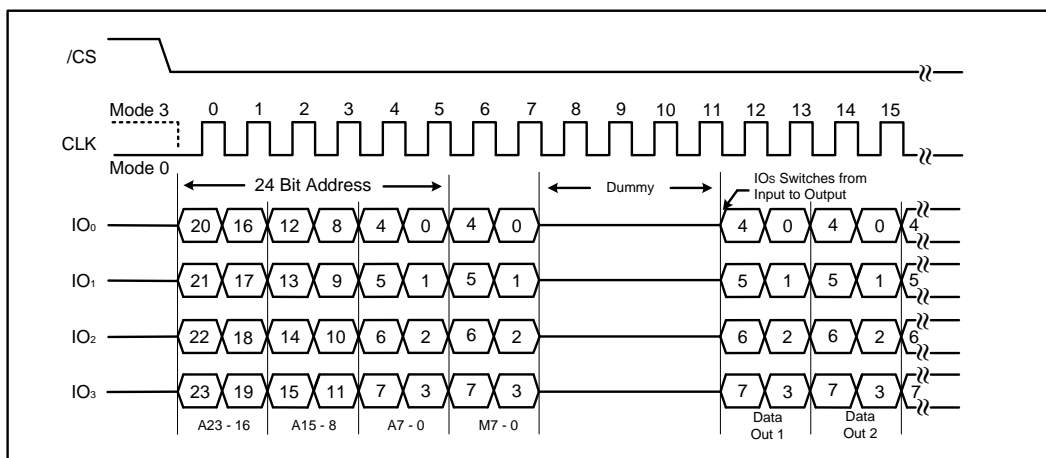 /CS
Mode 3 0 1 2 3 4 5 6 7 8 9 10 11 12 13 14 15
CLK
Mode 0
24 Bit Address Dummy IOs Switches from
Input to Output
IO0 20 16 12 8 4 0 4 0 4 0 4 0 4
IO1 21 17 13 9 5 1 5 1 5 1 5 1 5
IO2 22 18 14 10 6 2 6 2 6 2 6 2 6
IO3 23 19 15 11 7 3 7 3 7 3 7 3 7
A23 - 16 A15 - 8 A7 - 0 M7 - 0 Data Data
Out 1 Out 2